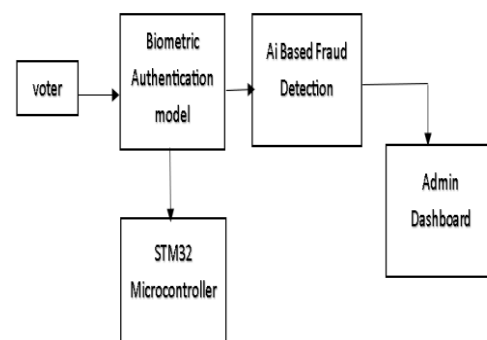 voter
Biometric
Authentication
model
Ai Based Fraud
Detection
Admin
Dashboard
STM32
Microcontroller